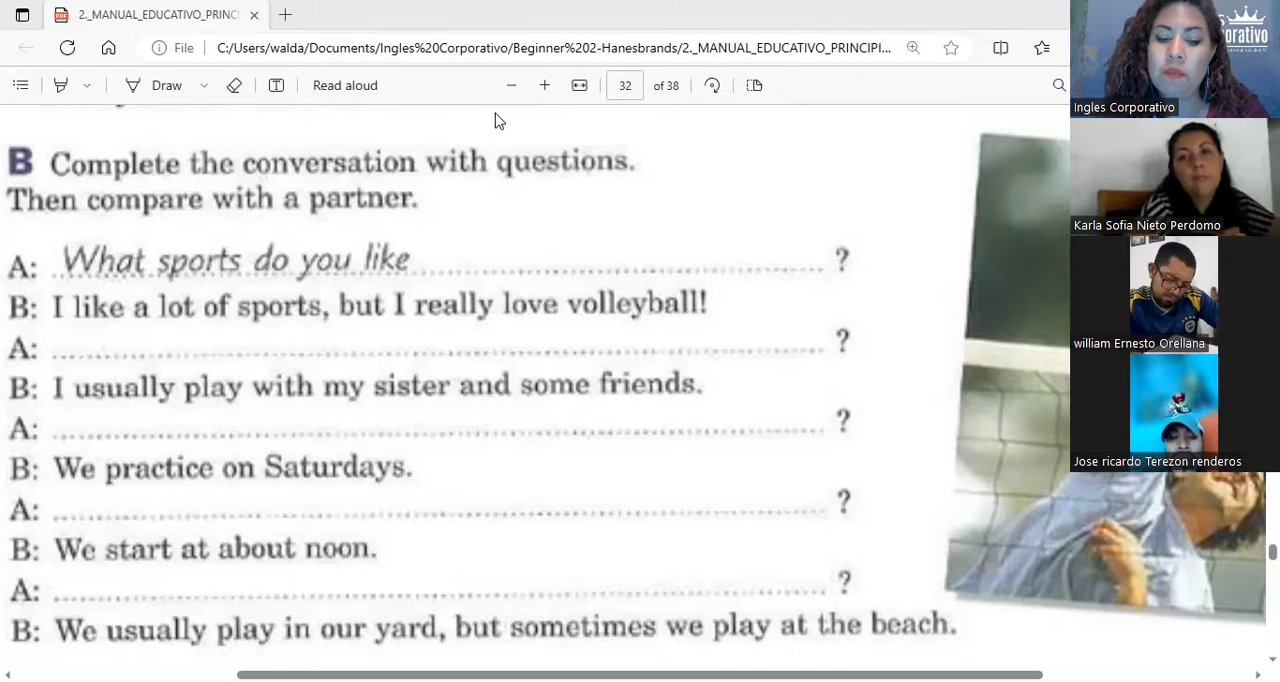 2._MANUAL_EDUCATIVO_PRINCI
File C:/Users/walda/Documents/Ingles%20Corporativo/Beginner%202-Hanesbrands/2._MANUAL_EDUCATIVO_PRINCIPI...
Draw Read aloud 32 of 38
B Complete the conversation with questions.
Then compare with a partner.
A: What sports do you like ?
B: I like a lot of sports, but I really love volleyball!
A: ?
B: I usually play with my sister and some friends.
A: ?
B: We practice on Saturdays.
A: ?
B: We start at about noon.
A: ?
B: We usually play in our yard, but sometimes we play at the beach.
orativo
Ingles Corporativo
Karla Sofia Nieto Perdomo
william Ernesto Orellana
Jose ricardo Terezon renderos